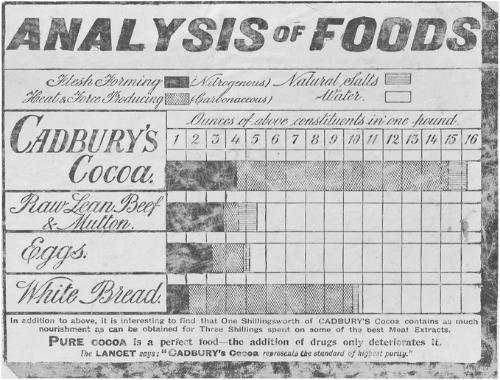 ANALYSIS OF FOODS
Flesh Forming (Nitrogenous) Natural Salts
Heat & Force Producing (Carbonaceous) Water.
Ounces of above constituents in one pound.
1 2 3 4 5 6 7 8 9 10 11 12 13 14 15 16
CADBURY'S
Cocoa.
Raw Lean Beef
& Mutton.
Eggs.
White Bread.
In addition to above, it is interesting to find that One Shillingsworth of CADBURY'S Cocoa contains as much
nourishment as can be obtained for Three Shillings spent on some of the best Meat Extracts.
PURE COCOA is a perfect food—the addition of drugs only deteriorates it.
The LANCET says: "CADBURY'S Cocoa represents the standard of highest purity."